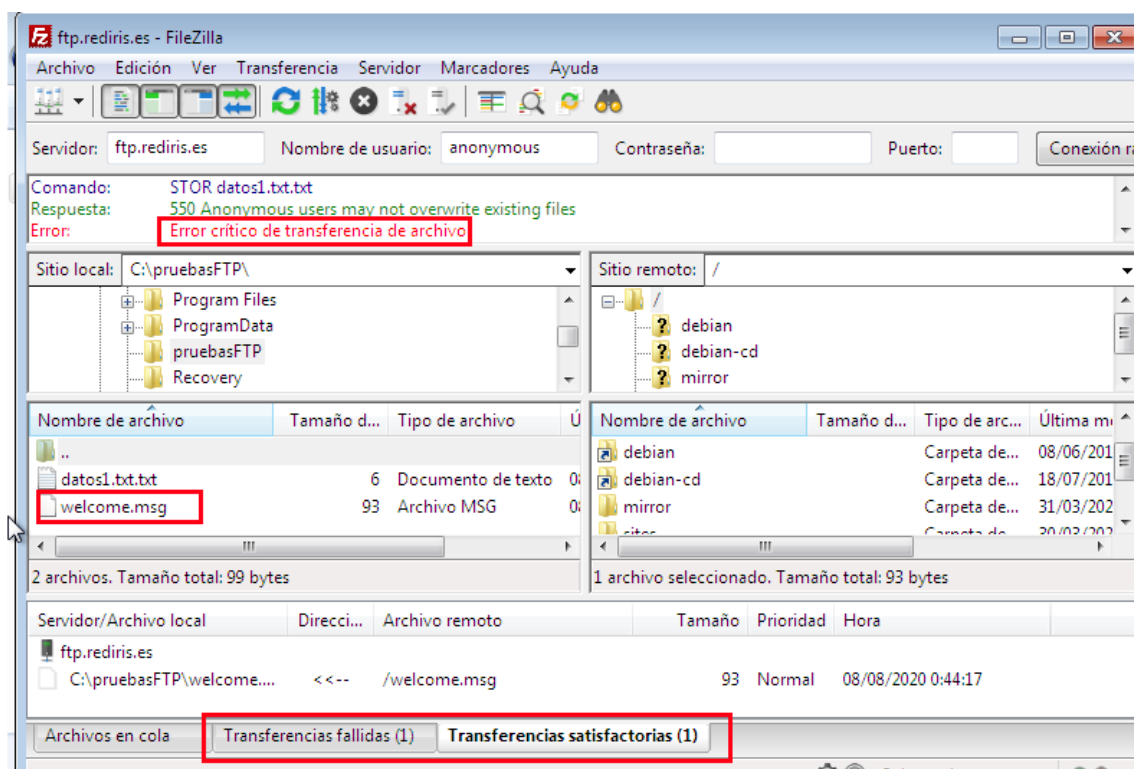 ftp.rediris.es - FileZilla
Archivo Edición Ver Transferencia Servidor Marcadores Ayuda
Servidor: ftp.rediris.es Nombre de usuario: anonymous Contraseña: Puerto: Conexión
Comando: STOR datos1.txt.txt
Respuesta: 550 Anonymous users may not overwrite existing files
Error: Error crítico de transferencia de archivo
Sitio local: C:\pruebasFTP\
Program Files
ProgramData
pruebasFTP
Recovery
Sitio remoto: /
/
debian
debian-cd
mirror
Nombre de archivo Tamaño d... Tipo de archivo Ú
..
datos1.txt.txt 6 Documento de texto
welcome.msg 93 Archivo MSG
2 archivos. Tamaño total: 99 bytes
Nombre de archivo Tamaño d... Tipo de arc... Última
debian Carpeta de... 08/06/201
debian-cd Carpeta de... 18/07/201
mirror Carpeta de... 31/03/202
sites Carpeta de... 30/03/202
1 archivo seleccionado. Tamaño total: 93 bytes
Servidor/Archivo local Direcci... Archivo remoto Tamaño Prioridad Hora
ftp.rediris.es
C:\pruebasFTP\welcome.... <<-- /welcome.msg 93 Normal 08/08/2020 0:44:17
Archivos en cola Transferencias fallidas (1) Transferencias satisfactorias (1)